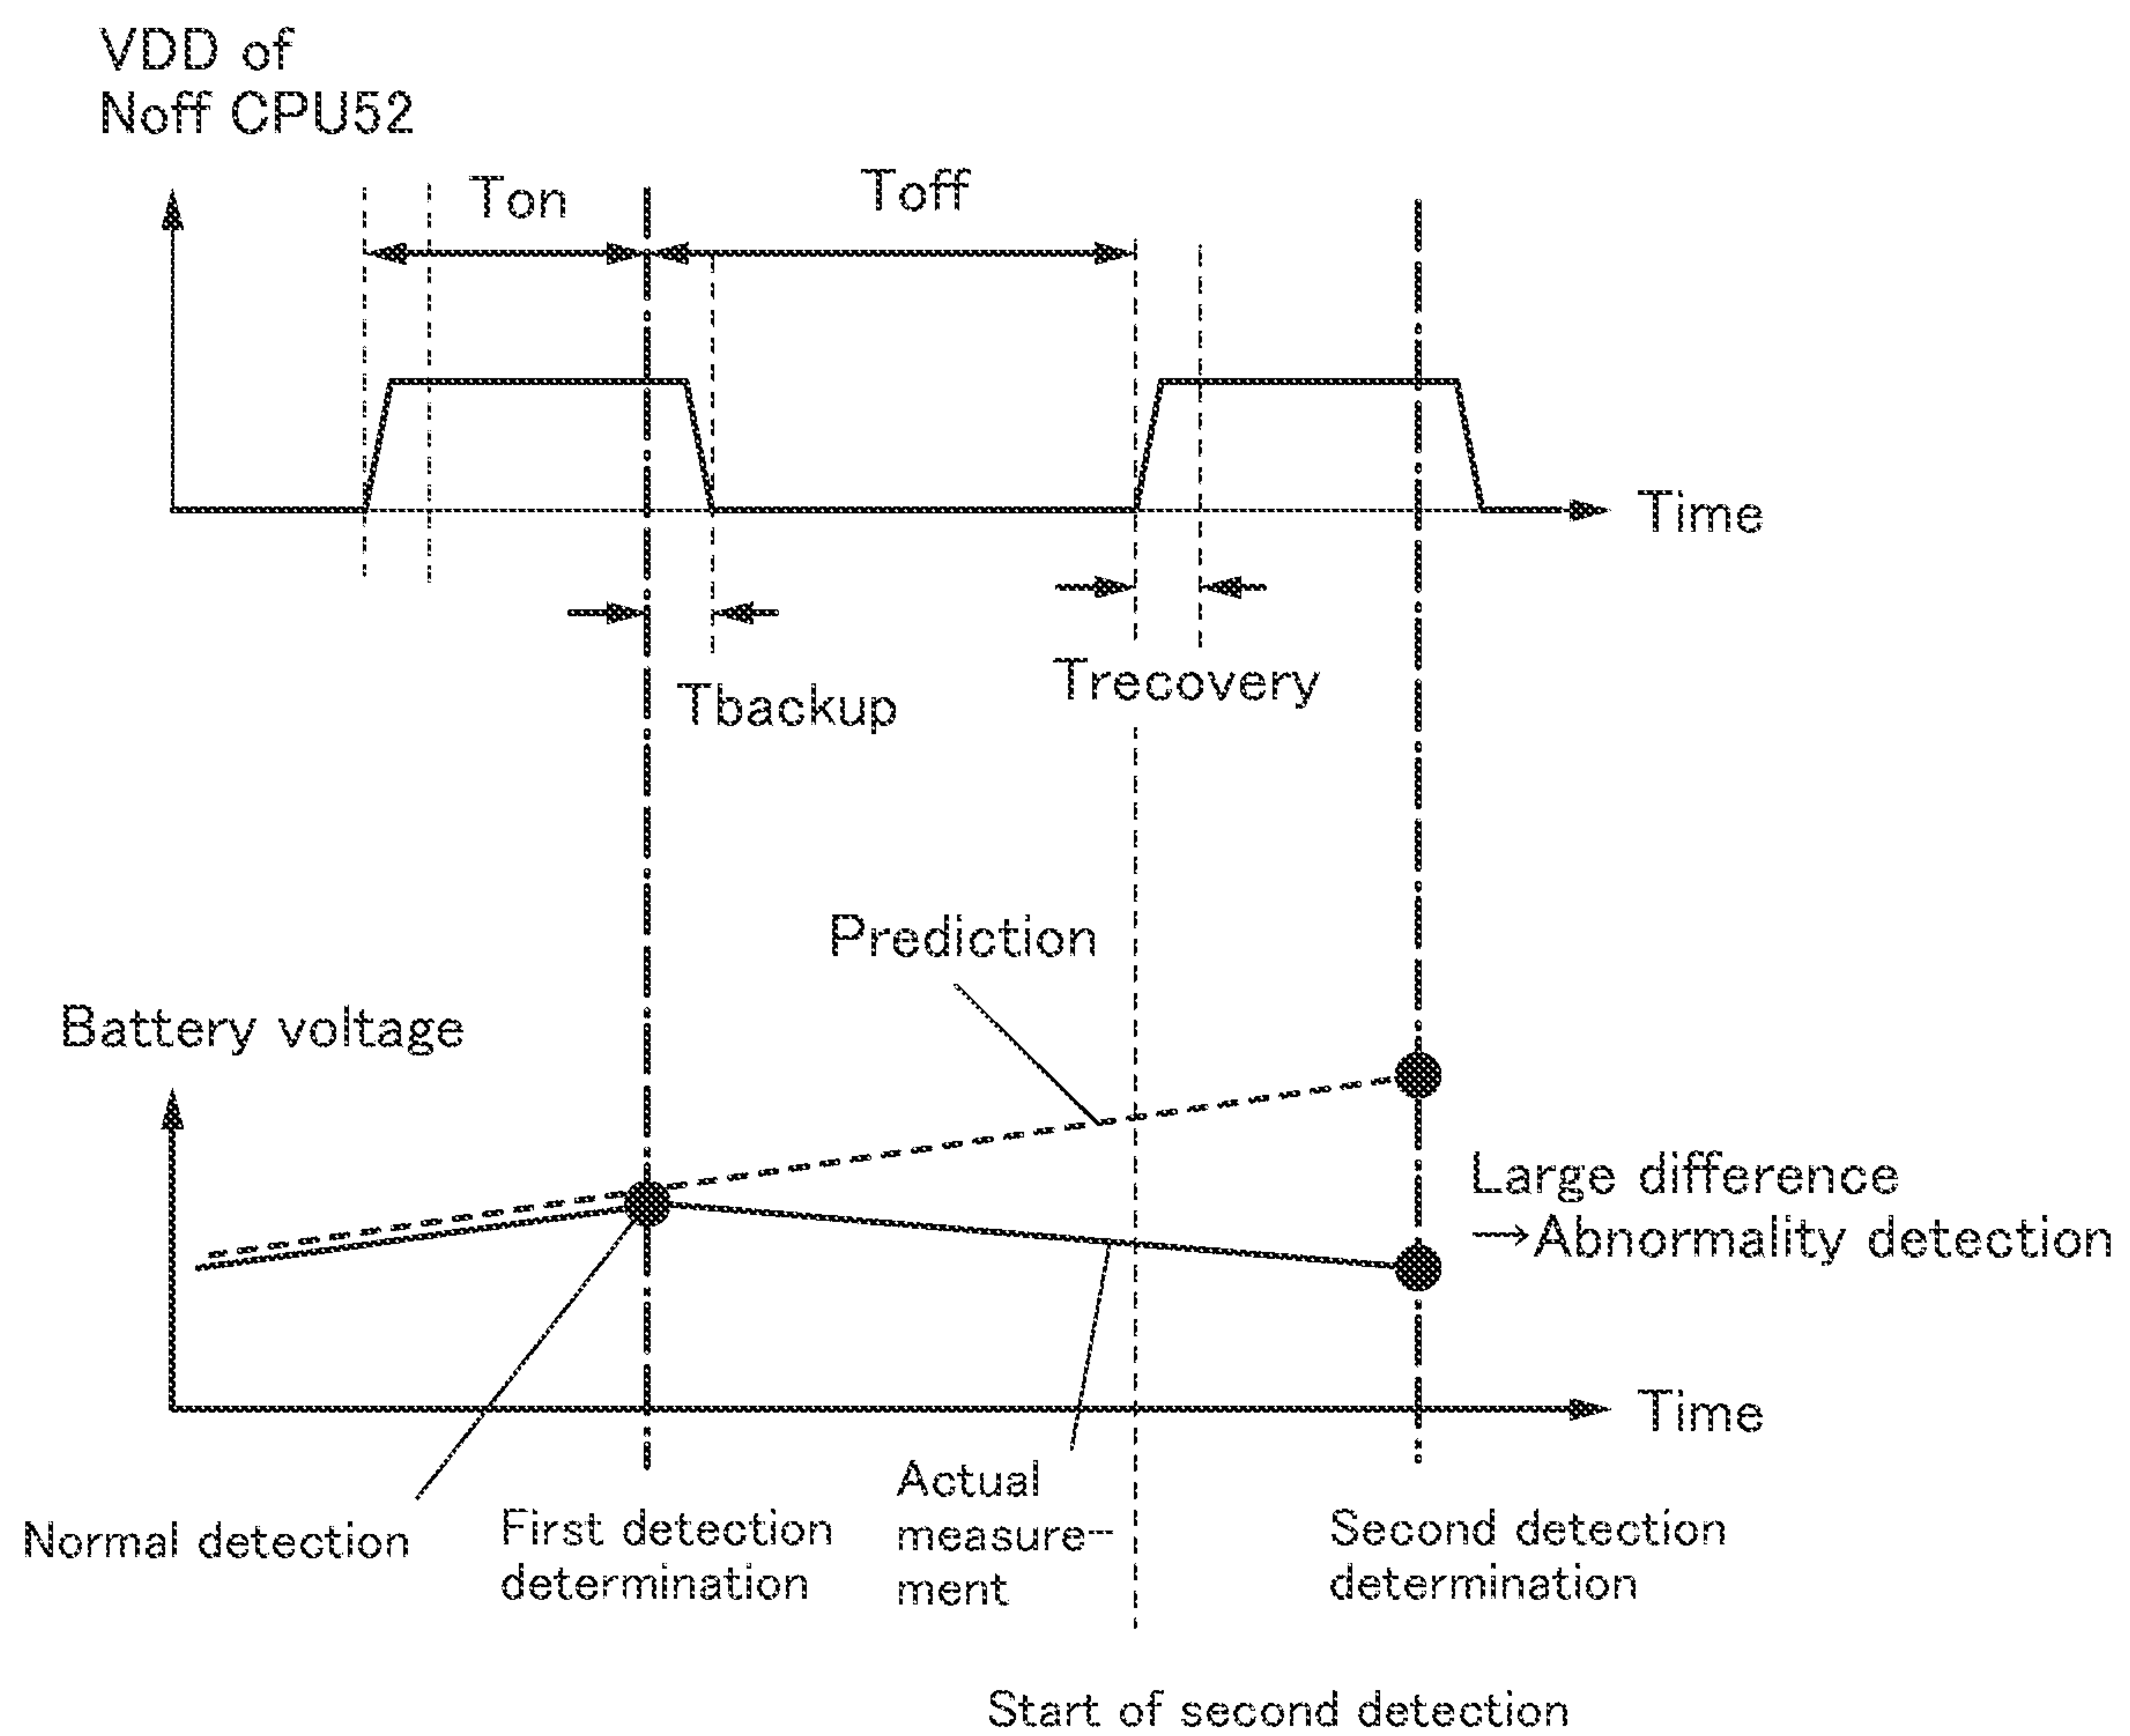 VDD of
Noff CPU52
Ton
Toff
Time
Tbackup
Trecovery
Prediction
Battery voltage
Large difference
→Abnormality detection
Time
Normal detection
First detection
determination
Actual
measure-
ment
Second detection
determination
Start of second detection